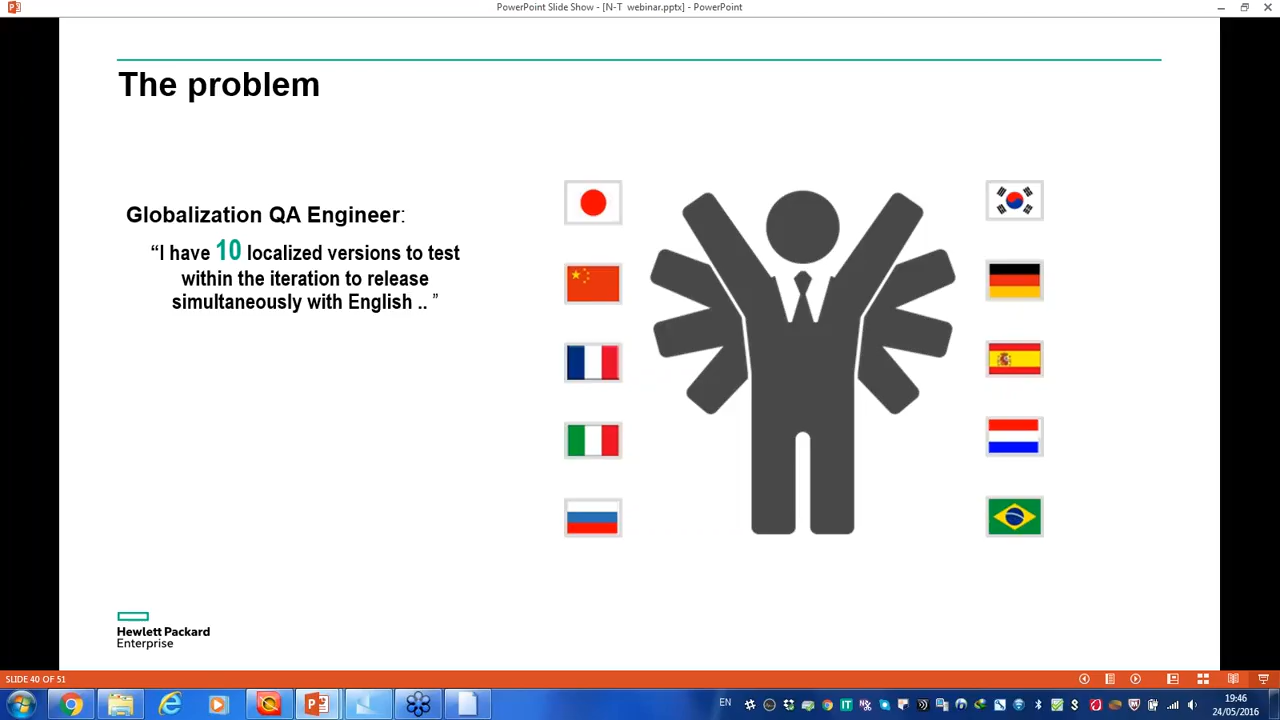 PowerPoint Slide Show - [N-T webinar.pptx] - PowerPoint
The problem
Globalization QA Engineer:
“I have 10 localized versions to test
within the iteration to release
simultaneously with English .. ”
Hewlett Packard
Enterprise
SLIDE 40 OF 51
EN
IT
19:46
24/05/2016